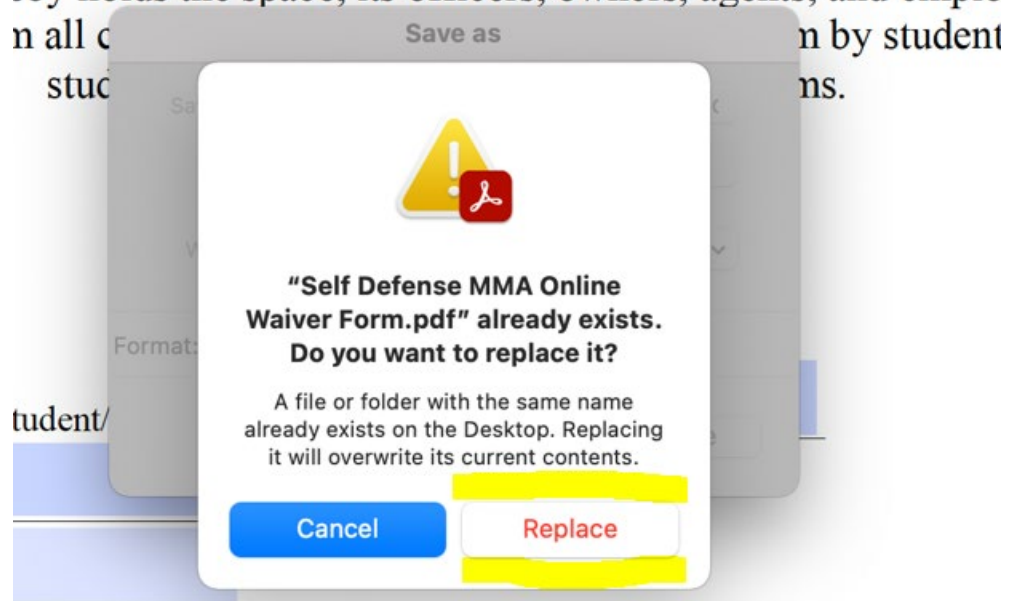 Save as
m by student
stud
ms.
"Self Defense MMA Online
Waiver Form.pdf" already exists.
Do you want to replace it?
Format:
A file or folder with the same name
already exists on the Desktop. Replacing
it will overwrite its current contents.
tudent/
Cancel
Replace